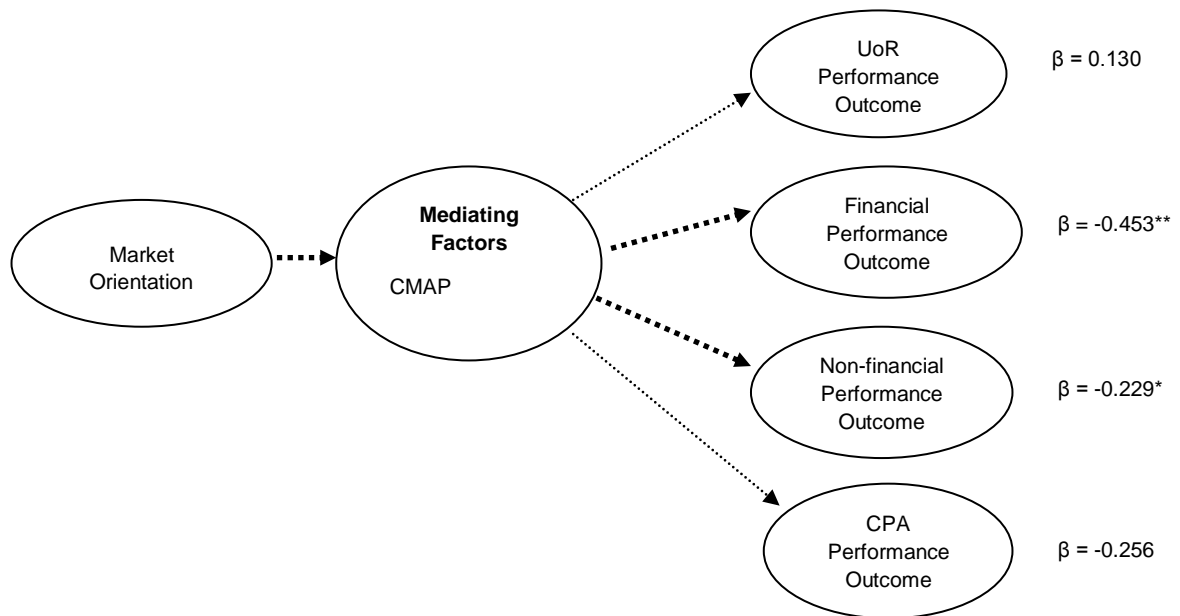 Market
Orientation
Mediating
Factors
CMAP
UoR
Performance
Outcome
β = 0.130
Financial
Performance
Outcome
β = -0.453**
Non-financial
Performance
Outcome
β = -0.229*
CPA
Performance
Outcome
β = -0.256